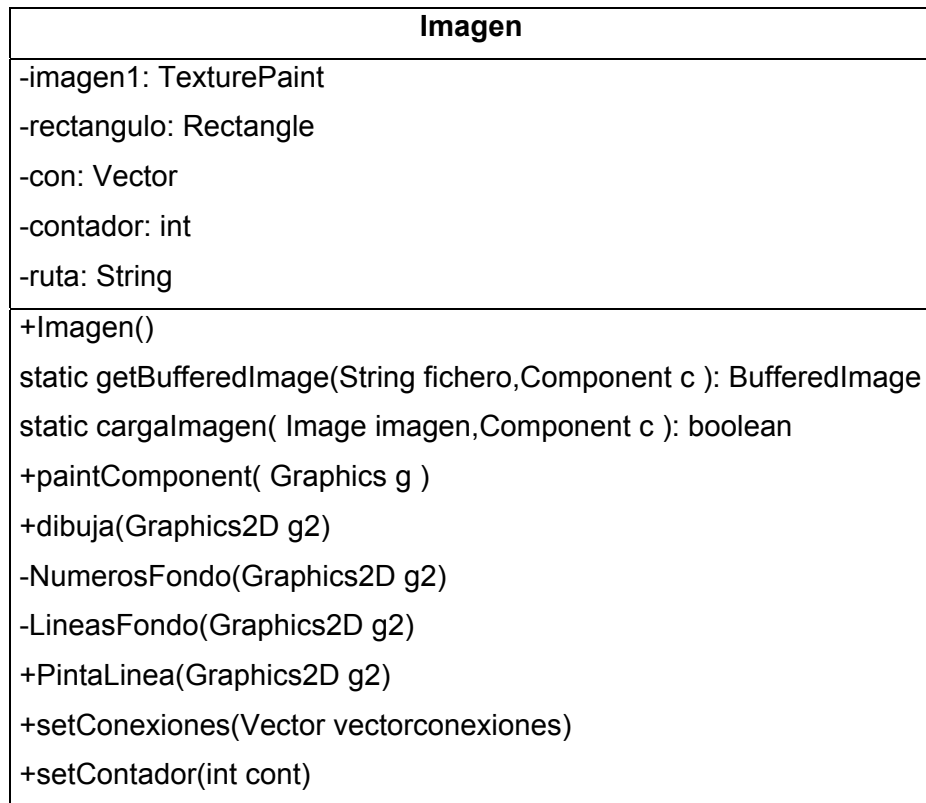 Imagen
-imagen1: TexturePaint
-rectangulo: Rectangle
-con: Vector
-contador: int
-ruta: String
+Imagen()
static getBufferedImage(String fichero,Component c ): BufferedImage
static cargaImagen( Image imagen,Component c ): boolean
+paintComponent( Graphics g )
+dibuja(Graphics2D g2)
-NumerosFondo(Graphics2D g2)
-LineasFondo(Graphics2D g2)
+PintaLinea(Graphics2D g2)
+setConexiones(Vector vectorconexiones)
+setContador(int cont)